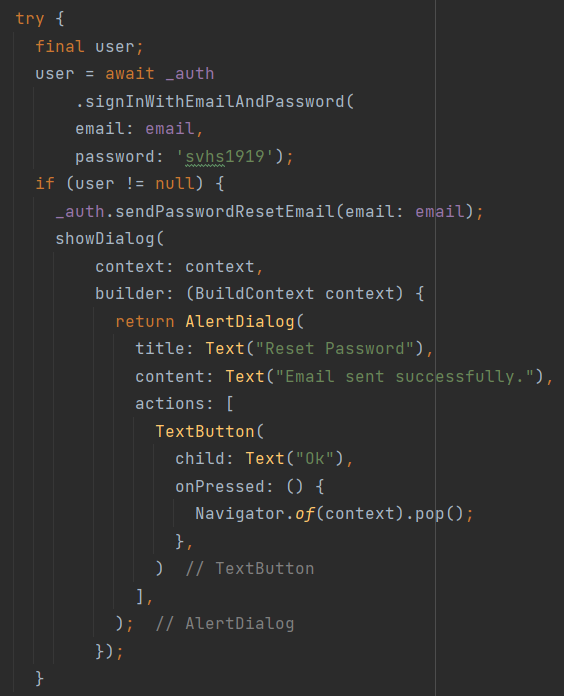 try {
final user;
user = await _auth
.signInWithEmailAndPassword(
email: email,
password: 'svhs1919');
if (user != null) {
_auth.sendPasswordResetEmail(email: email);
showDialog(
context: context,
builder: (BuildContext context) {
return AlertDialog(
title: Text("Reset Password"),
content: Text("Email sent successfully."),
actions: [
TextButton(
child: Text("Ok"),
onPressed: () {
Navigator.of(context).pop();
},
) // TextButton
],
); // AlertDialog
});
}